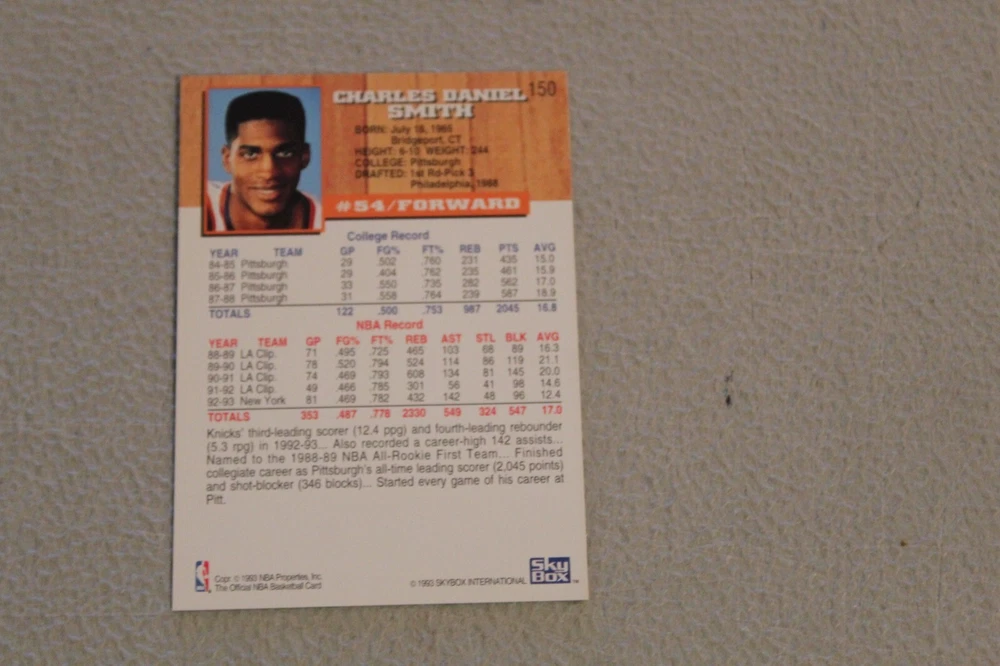 150
CHARLES DANIEL
SMITH
BORN: July 16, 1965
Bridgeport, CT
HEIGHT: 6-10 WEIGHT: 244
COLLEGE: Pittsburgh
DRAFTED: 1st Rd-Pick 3
Philadelphia, 1988
#54/FORWARD
College Record
YEAR TEAM GP FG% FT% REB PTS AVG
84-85 Pittsburgh 29 .502 .760 231 435 15.0
85-86 Pittsburgh 29 .404 .762 235 461 15.9
86-87 Pittsburgh 33 .550 .735 282 562 17.0
87-88 Pittsburgh 31 .558 .764 239 587 18.9
TOTALS 122 .500 .753 987 2045 16.8
NBA Record
YEAR TEAM GP FG% FT% REB AST STL BLK AVG
88-89 LA Clip. 71 .495 .725 465 103 68 89 16.3
89-90 LA Clip. 78 .520 .794 524 114 86 119 21.1
90-91 LA Clip. 74 .469 .793 608 134 81 145 20.0
91-92 LA Clip. 49 .466 .785 301 56 41 98 14.6
92-93 New York 81 .469 .782 432 142 48 96 12.4
TOTALS 353 .487 .778 2330 549 324 547 17.0
Knicks' third-leading scorer (12.4 ppg) and fourth-leading rebounder
(5.3 rpg) in 1992-93... Also recorded a career-high 142 assists...
Named to the 1988-89 NBA All-Rookie First Team... Finished
collegiate career as Pittsburgh's all-time leading scorer (2,045 points)
and shot-blocker (346 blocks)... Started every game of his career at
Pitt.
Copr. © 1993 NBA Properties, Inc.
The Official NBA Basketball Card
© 1993 SKYBOX INTERNATIONAL
Sky
Box™